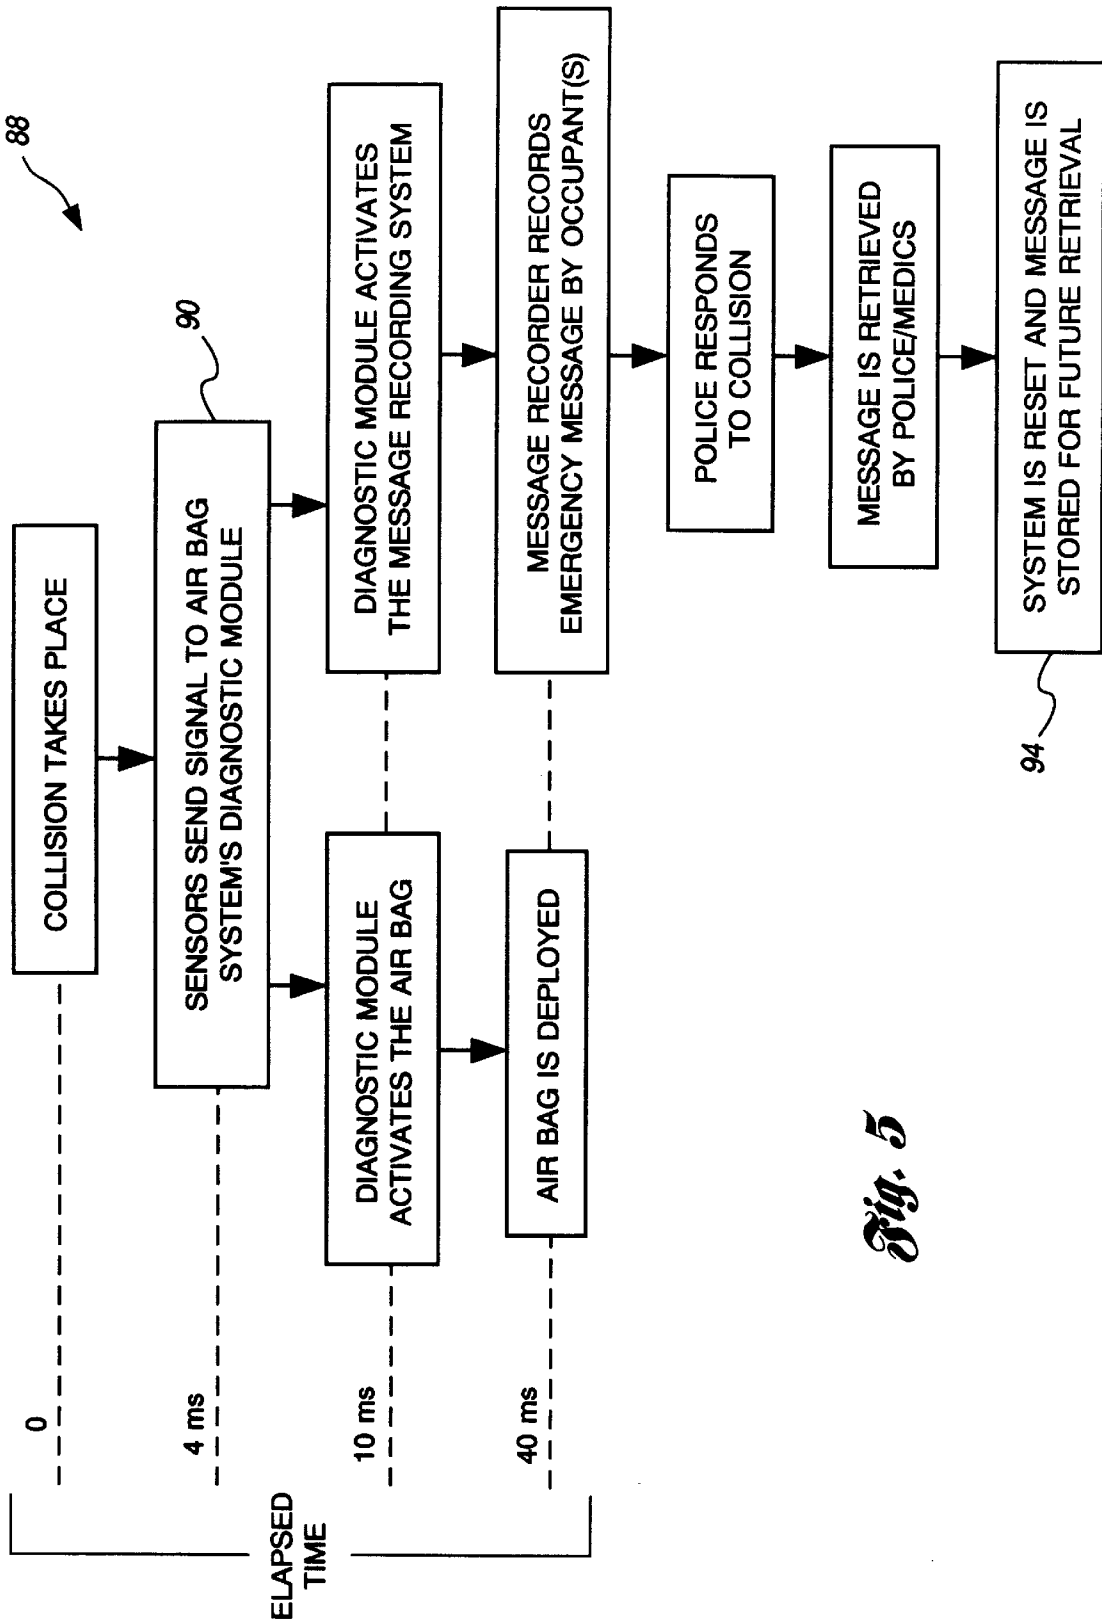 88
ELAPSED
TIME
0
COLLISION TAKES PLACE
4 ms
SENSORS SEND SIGNAL TO AIR BAG
SYSTEM'S DIAGNOSTIC MODULE
90
10 ms
DIAGNOSTIC MODULE
ACTIVATES THE AIR BAG
DIAGNOSTIC MODULE ACTIVATES
THE MESSAGE RECORDING SYSTEM
40 ms
AIR BAG IS DEPLOYED
MESSAGE RECORDER RECORDS
EMERGENCY MESSAGE BY OCCUPANT(S)
POLICE RESPONDS
TO COLLISION
MESSAGE IS RETRIEVED
BY POLICE/MEDICS
SYSTEM IS RESET AND MESSAGE IS
STORED FOR FUTURE RETRIEVAL
94
Fig. 5